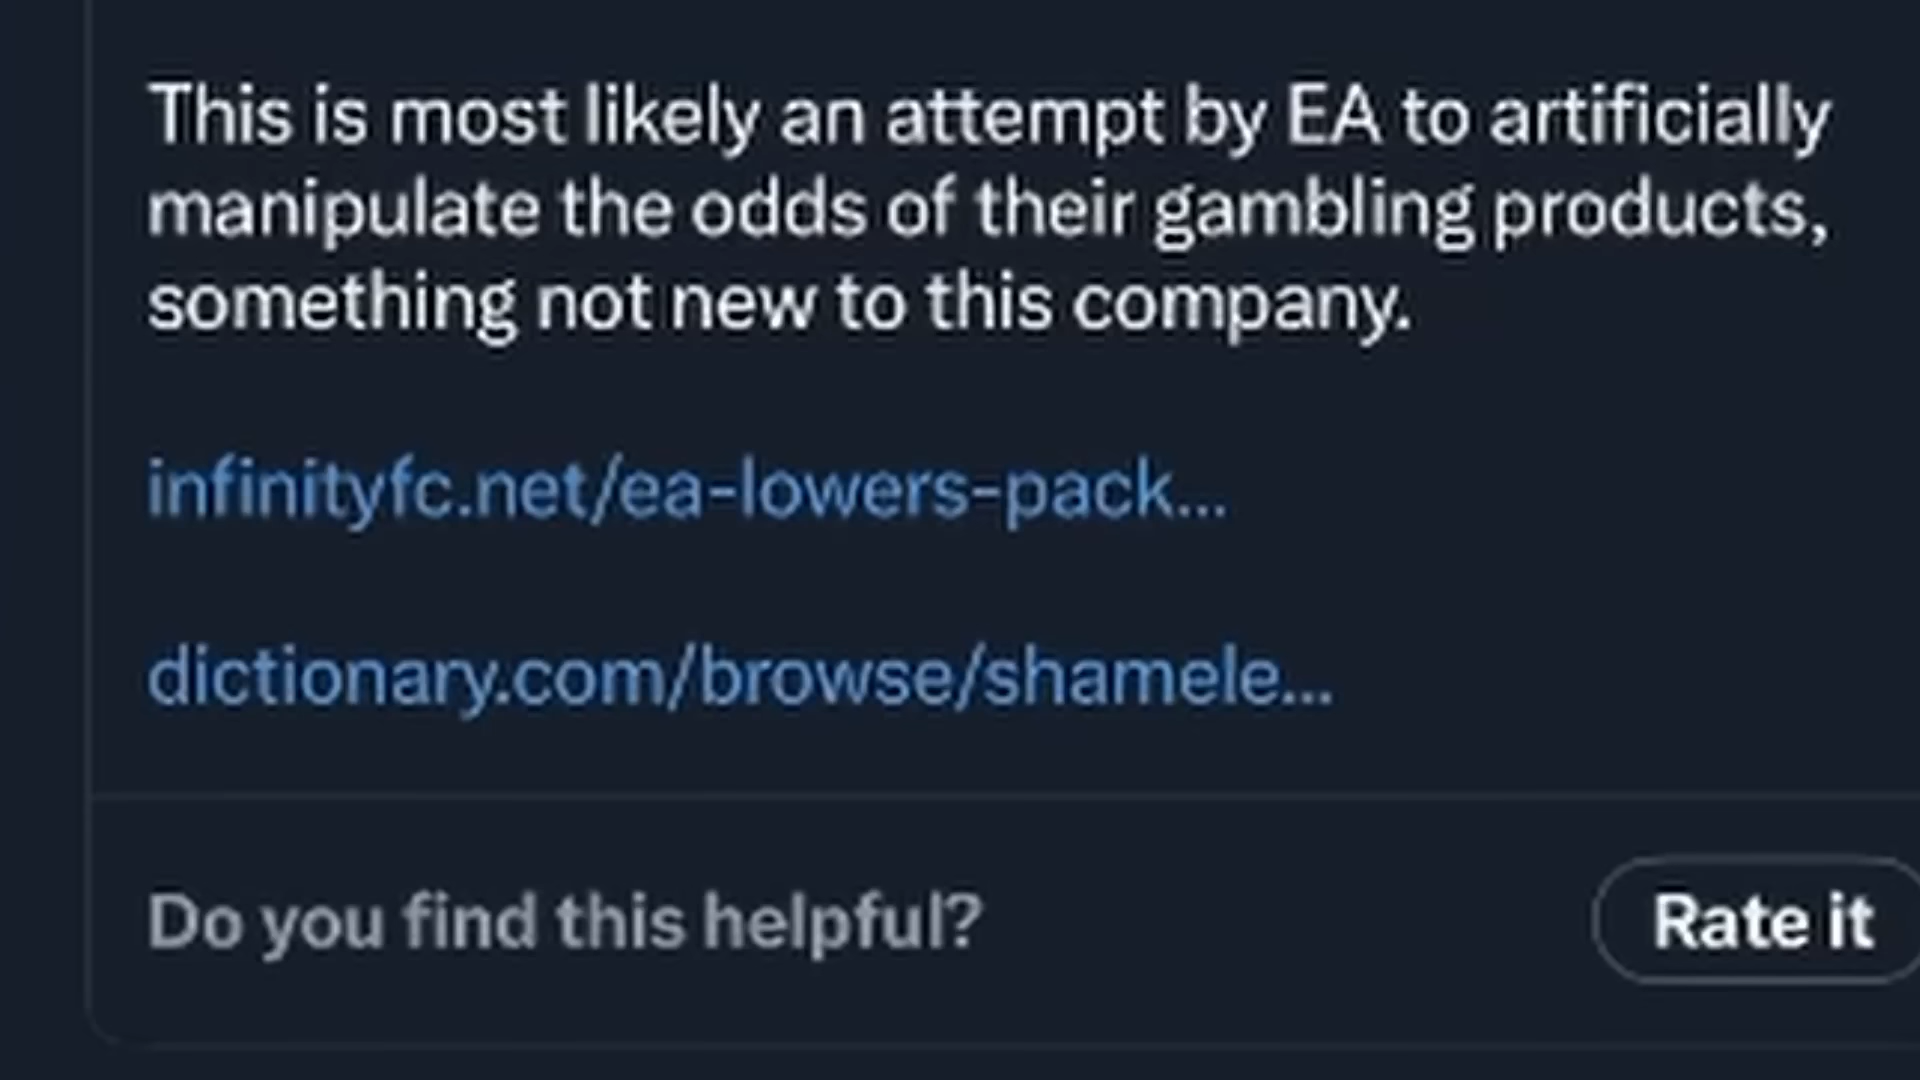 This is most likely an attempt by EA to artificially
manipulate the odds of their gambling products,
something not new to this company.
infinityfc.net/ea-lowers-pack...
dictionary.com/browse/shamele...
Do you find this helpful?
Rate it